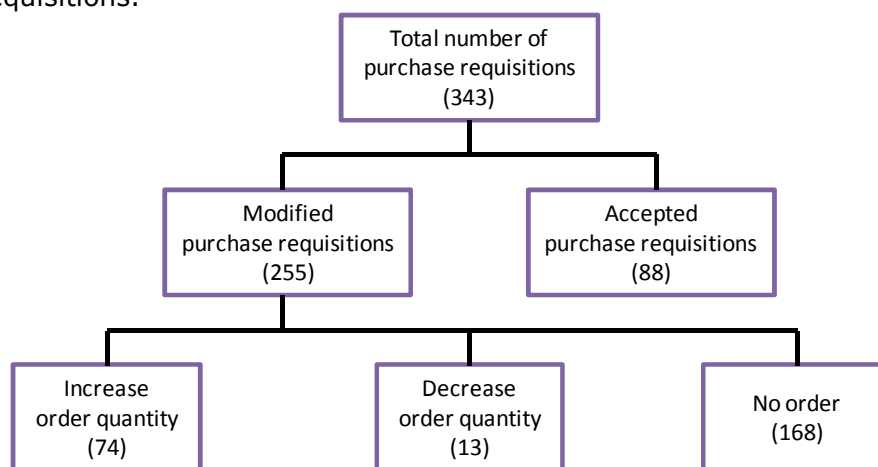 equisitions.
Total number of
purchase requisitions
(343)
Modified
purchase requisitions
(255)
Accepted
purchase requisitions
(88)
Increase
order quantity
(74)
Decrease
order quantity
(13)
No order
(168)